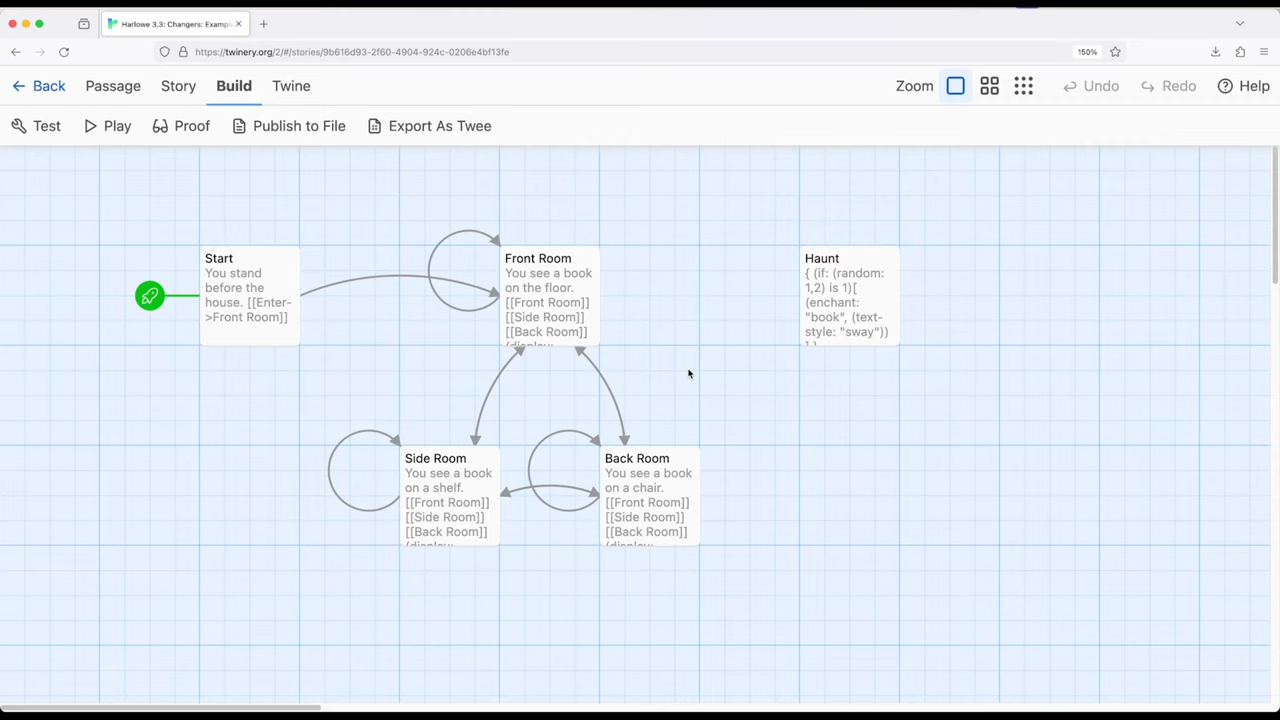 Harlowe 3.3: Changers: Exampl
https://twinery.org/2/#/stories/9b616d93-2f60-4904-924c-0206e4bf13fe
150%
Back
Passage
Story
Build
Twine
Zoom
Undo
Redo
Help
Test
Play
Proof
Publish to File
Export As Twee
Start
You stand
before the
house. [[Enter-
>Front Room]]
Front Room
You see a book
on the floor.
[[Front Room]]
[[Side Room]]
[[Back Room]]
(display:
Haunt
{ (if: (random:
1,2) is 1)[
(enchant:
"book", (text-
style: "sway"))
] }
Side Room
You see a book
on a shelf.
[[Front Room]]
[[Side Room]]
[[Back Room]]
(display:
Back Room
You see a book
on a chair.
[[Front Room]]
[[Side Room]]
[[Back Room]]
(display: